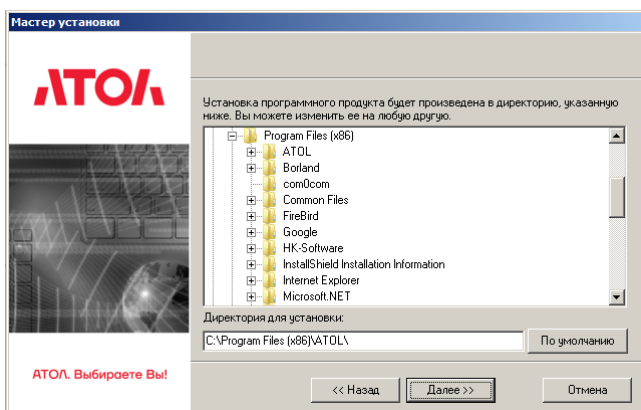 Мастер установки
АТОЛ
Установка программного продукта будет произведена в директорию, указанную
ниже. Вы можете изменить ее на любую другую.
Program Files (x86)
ATOL
Borland
com0com
Common Files
FireBird
Google
HK-Software
InstallShield Installation Information
Internet Explorer
Microsoft.NET
Директория для установки:
C:\Program Files (x86)\ATOL\
По умолчанию
АТОЛ. Выбираете Вы!
<< Назад
Далее >>
Отмена